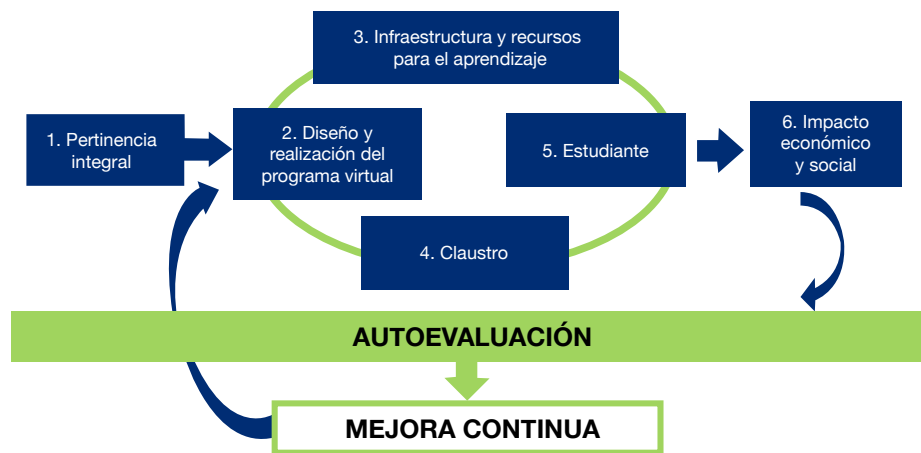 3. Infraestructura y recursos
para el aprendizaje
1. Pertinencia
integral
2. Diseño y
realización del
programa virtual
5. Estudiante
6. Impacto
económico
y social
4. Claustro
AUTOEVALUACIÓN
MEJORA CONTINUA